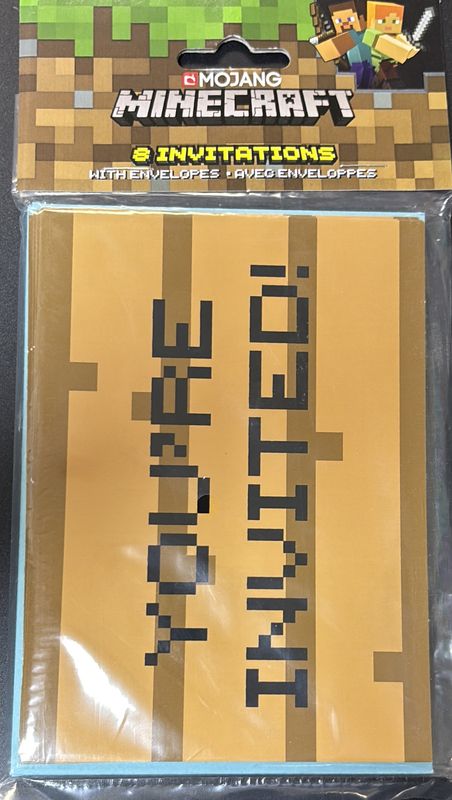 MOJANG
MINECRAFT
8 INVITATIONS
WITH ENVELOPES • AVEC ENVELOPPES
YOU'RE
INVITED!